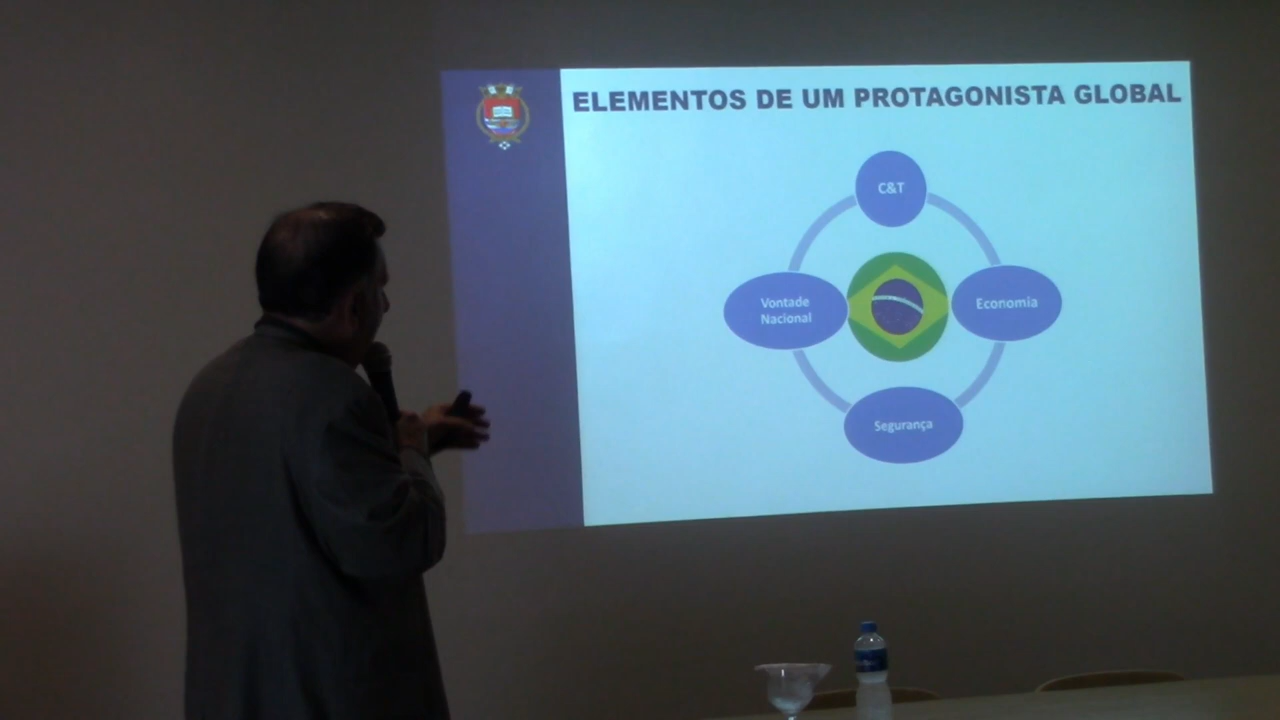 ELEMENTOS DE UM PROTAGONISTA GLOBAL
C&T
Vontade
Nacional
Economia
Segurança